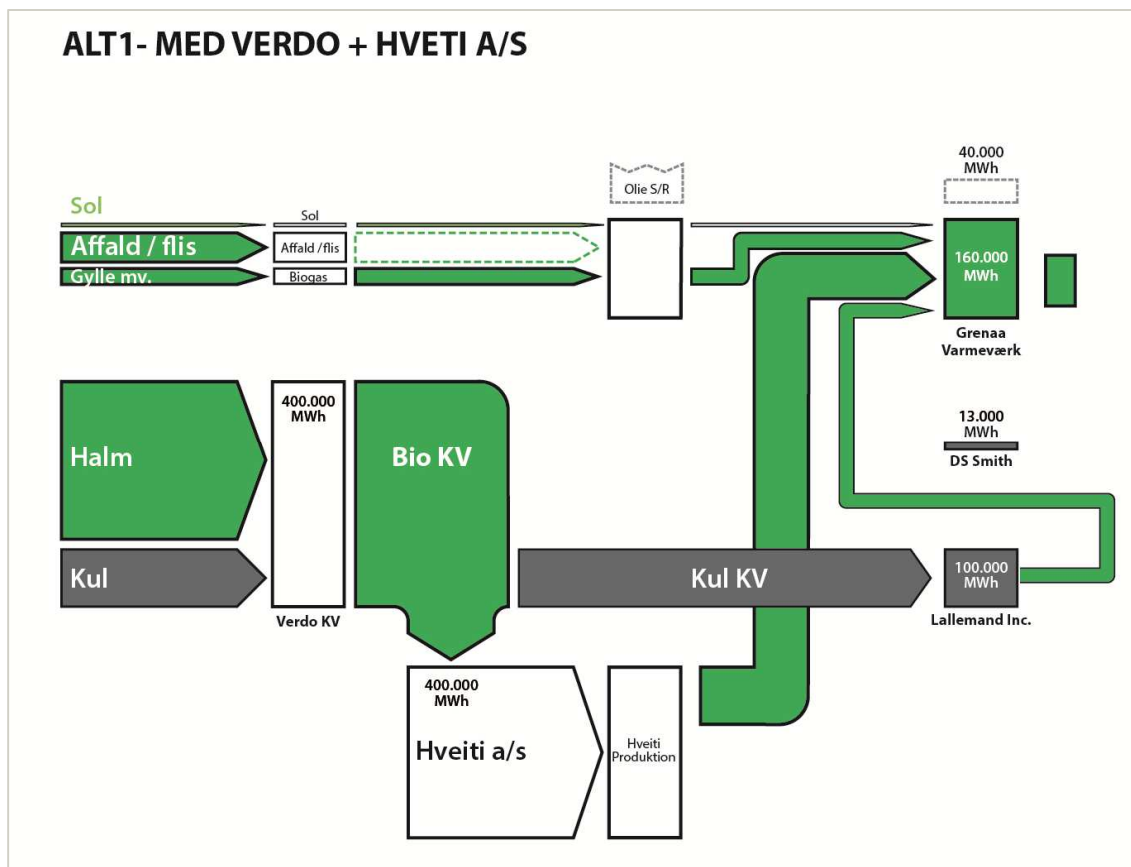 ALT1- MED VERDO + HVETI A/S
40.000
MWh
Olie S/R
Sol
Sol
Affald / flis
Affald /flis
Gylle mv.
Biogas
160.000
MWh
Grenaa
Varmeværk
Halm
400.000
MWh
Bio KV
13.000
MWh
DS Smith
Kul
Kul KV
100.000
MWh
Verdo KV
Lallemand Inc.
400.000
MWh
Hveiti a/s
Hveiti
Produktion